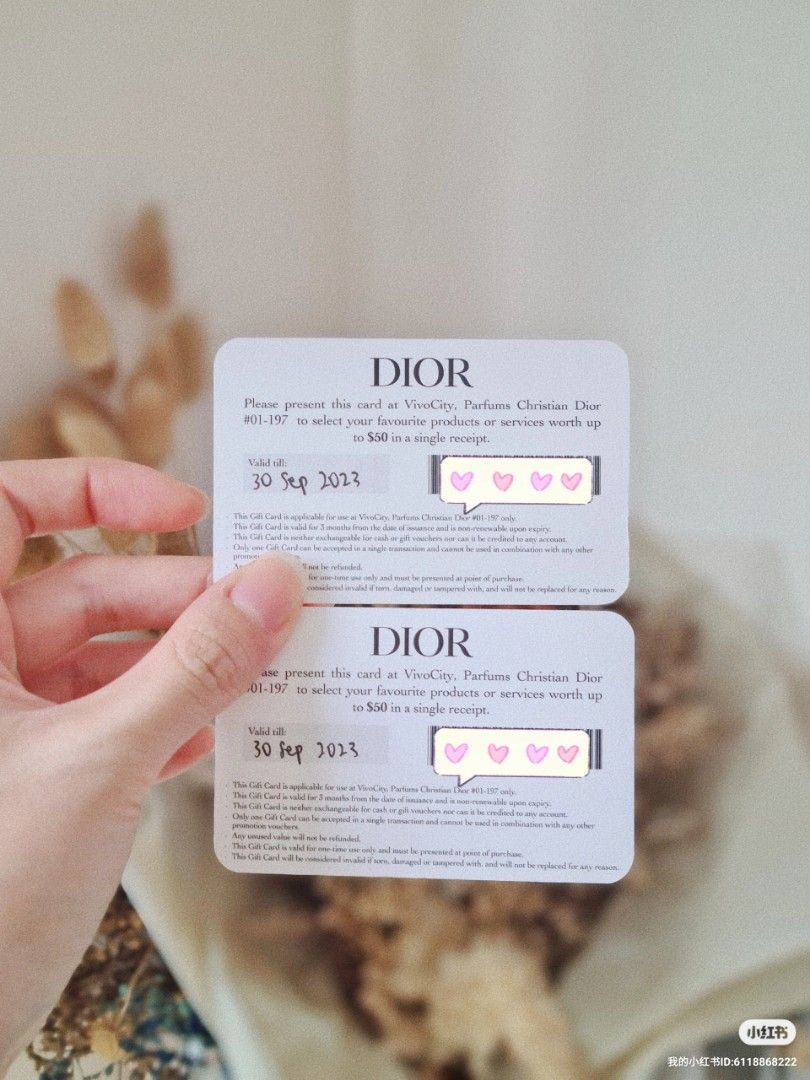 DIOR
Please present this card at VivoCity, Parfums Christian Dior
#01-197 to select your favourite products or services worth up
to $50 in a single receipt.
Valid till:
30 Sep 2023
· This Gift Card is applicable for use at VivoCity, Parfums Christian Dior #01-197 only.
· This Gift Card is valid for 3 months from the date of issuance and is non-renewable upon expiry.
· This Gift Card is neither exchangeable for cash or gift vouchers nor can it be credited to any account.
· Only one Gift Card can be accepted in a single transaction and cannot be used in combination with any other
not be refunded.
for one-time use only and must be presented at point of purchase.
considered invalid if torn, damaged or tampered with, and will not be replaced for any reason.
DIOR
present this card at VivoCity, Parfums Christian Dior
01-197 to select your favourite products or services worth up
to $50 in a single receipt.
Valid till:
30 Sep 2023
· This Gift Card is applicable for use at VivoCity, Parfums Christian Dior #01-197 only.
· This Gift Card is valid for 3 months from the date of issuance and is non-renewable upon expiry.
· This Gift Card is neither exchangeable for cash or gift vouchers nor can it be credited to any account.
· Only one Gift Card can be accepted in a single transaction and cannot be used in combination with any other
promotion vouchers.
· Any unused value will not be refunded.
· This Gift Card is valid for one-time use only and must be presented at point of purchase.
· This Gift Card will be considered invalid if torn, damaged or tampered with, and will not be replaced for any reason.
小红书
我的小红书ID:6118868222